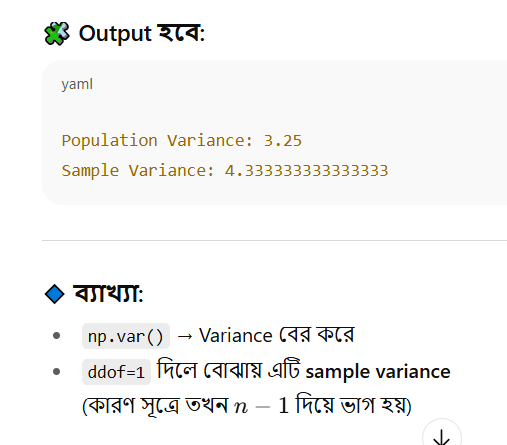 Output হবে:
yaml
Population Variance: 3.25
Sample Variance: 4.333333333333333
ব্যাখ্যা:
np.var() → Variance বের করে
ddof=1 দিলে বোঝায় এটি sample variance
(কারণ সূত্রে তখন n − 1 দিয়ে ভাগ হয়)